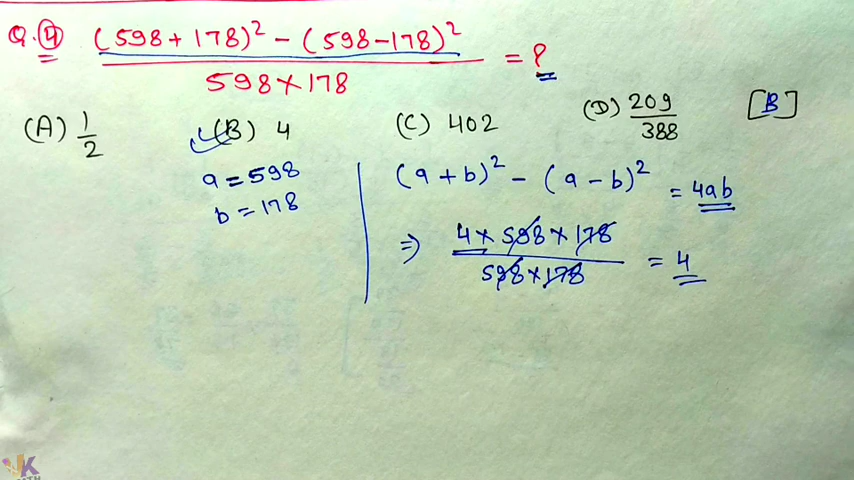 Q. ④ (598 + 178)² - (598-178)² / 598×178 = ?
(A) 1/2 (B) 4 (C) 402 (D) 209/388 [B]
a = 598
b = 178
(a + b)² - (a - b)² = 4ab
⇒ 4 × 598 × 178 / 598 × 178 = 4
VK